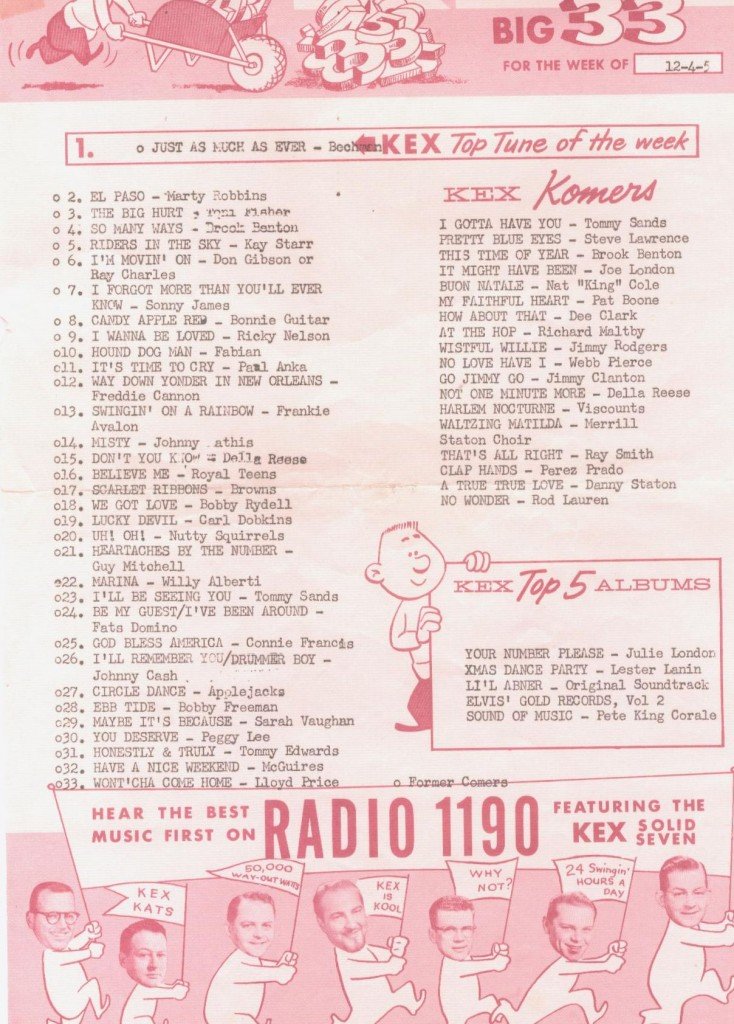 BIG 33
FOR THE WEEK OF 12-4-5
1. o JUST AS MUCH AS EVER - Bechman KEX Top Tune of the week
o 2. EL PASO - Marty Robbins
o 3. THE BIG HURT - Toni Fisher
o 4. SO MANY WAYS - Brook Benton
o 5. RIDERS IN THE SKY - Kay Starr
o 6. I'M MOVIN' ON - Don Gibson or
Ray Charles
o 7. I FORGOT MORE THAN YOU'LL EVER
KNOW - Sonny James
o 8. CANDY APPLE RED - Bonnie Guitar
o 9. I WANNA BE LOVED - Ricky Nelson
o10. HOUND DOG MAN - Fabian
o11. IT'S TIME TO CRY - Paul Anka
o12. WAY DOWN YONDER IN NEW ORLEANS -
Freddie Cannon
o13. SWINGIN' ON A RAINBOW - Frankie
Avalon
o14. MISTY - Johnny athis
o15. DON'T YOU KNOW - Della Reese
o16. BELIEVE ME - Royal Teens
o17. SCARLET RIBBONS - Browns
o18. WE GOT LOVE - Bobby Rydell
o19. LUCKY DEVIL - Carl Dobkins
o20. UH! OH! - Nutty Squirrels
o21. HEARTACHES BY THE NUMBER -
Guy Mitchell
o22. MARINA - Willy Alberti
o23. I'LL BE SEEING YOU - Tommy Sands
o24. BE MY GUEST/I'VE BEEN AROUND -
Fats Domino
o25. GOD BLESS AMERICA - Connie Francis
o26. I'LL REMEMBER YOU/DRUMMER BOY -
Johnny Cash
o27. CIRCLE DANCE - Applejacks
o28. EBB TIDE - Bobby Freeman
o29. MAYBE IT'S BECAUSE - Sarah Vaughan
o30. YOU DESERVE - Peggy Lee
o31. HONESTLY & TRULY - Tommy Edwards
o32. HAVE A NICE WEEKEND - McGuires
o33. WONT'CHA COME HOME - Lloyd Price
o Former Comers
KEX Komers
I GOTTA HAVE YOU - Tommy Sands
PRETTY BLUE EYES - Steve Lawrence
THIS TIME OF YEAR - Brook Benton
IT MIGHT HAVE BEEN - Joe London
BUON NATALE - Nat "King" Cole
MY FAITHFUL HEART - Pat Boone
HOW ABOUT THAT - Dee Clark
AT THE HOP - Richard Maltby
WISTFUL WILLIE - Jimmy Rodgers
NO LOVE HAVE I - Webb Pierce
GO JIMMY GO - Jimmy Clanton
NOT ONE MINUTE MORE - Della Reese
HARLEM NOCTURNE - Viscounts
WALTZING MATILDA - Merrill
Staton Choir
THAT'S ALL RIGHT - Ray Smith
CLAP HANDS - Perez Prado
A TRUE TRUE LOVE - Danny Staton
NO WONDER - Rod Lauren
KEX Top 5 ALBUMS
YOUR NUMBER PLEASE - Julie London
XMAS DANCE PARTY - Lester Lanin
LI'L ABNER - Original Soundtrack
ELVIS' GOLD RECORDS, Vol 2
SOUND OF MUSIC - Pete King Corale
HEAR THE BEST
MUSIC FIRST ON
RADIO 1190
FEATURING THE
KEX SOLID
SEVEN
KEX
KATS
50,000
WAY-OUT WATTS
KEX
IS
KOOL
WHY
NOT?
24 Swingin'
HOURS A
DAY